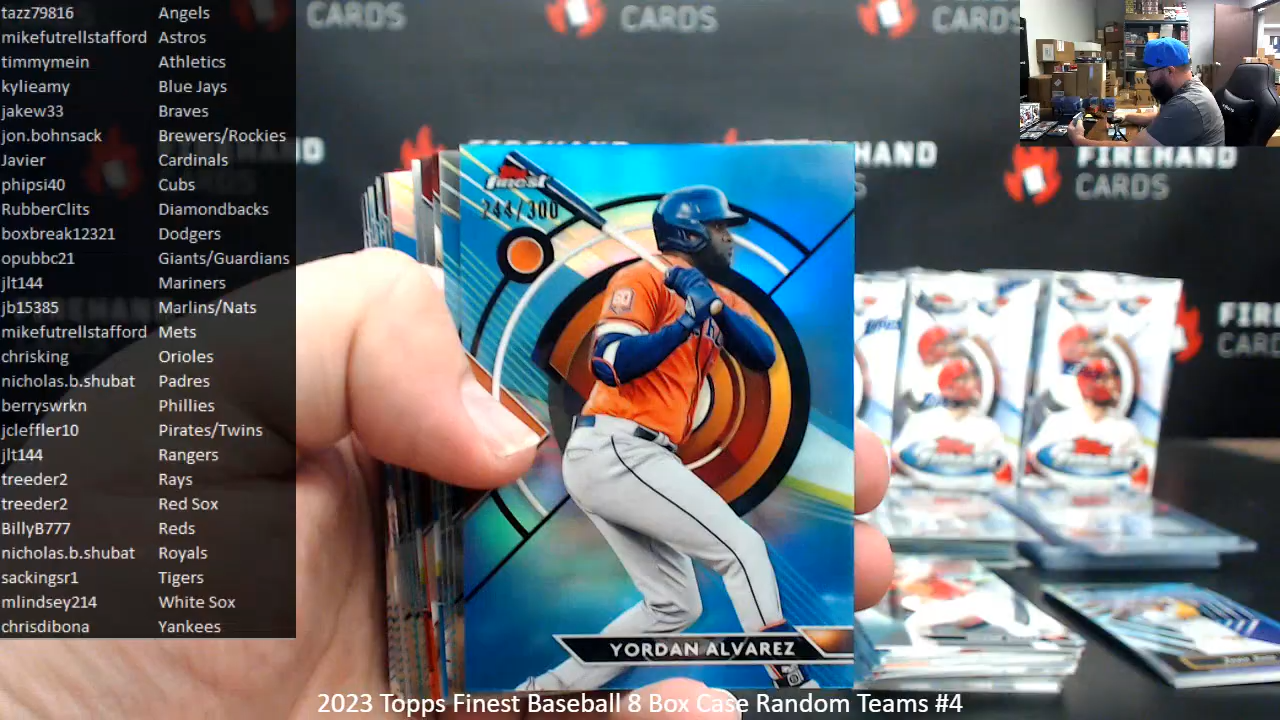 tazz79816 Angels
mikefutrellstafford Astros
timmymein Athletics
kylieamy Blue Jays
jakew33 Braves
jon.bohnsack Brewers/Rockies
Javier Cardinals
phipsi40 Cubs
RubberClits Diamondbacks
boxbreak12321 Dodgers
opubbc21 Giants/Guardians
jlt144 Mariners
jb15385 Marlins/Nats
mikefutrellstafford Mets
chrisking Orioles
nicholas.b.shubat Padres
berryswrkn Phillies
jcleffler10 Pirates/Twins
jlt144 Rangers
treeder2 Rays
treeder2 Red Sox
BillyB777 Reds
nicholas.b.shubat Royals
sackingsr1 Tigers
mlindsey214 White Sox
chrisdibona Yankees
CARDS
CARDS
CARDS
FIREHAND
CARDS
finest
244/300
YORDAN ALVAREZ
2023 Topps Finest Baseball 8 Box Case Random Teams #4